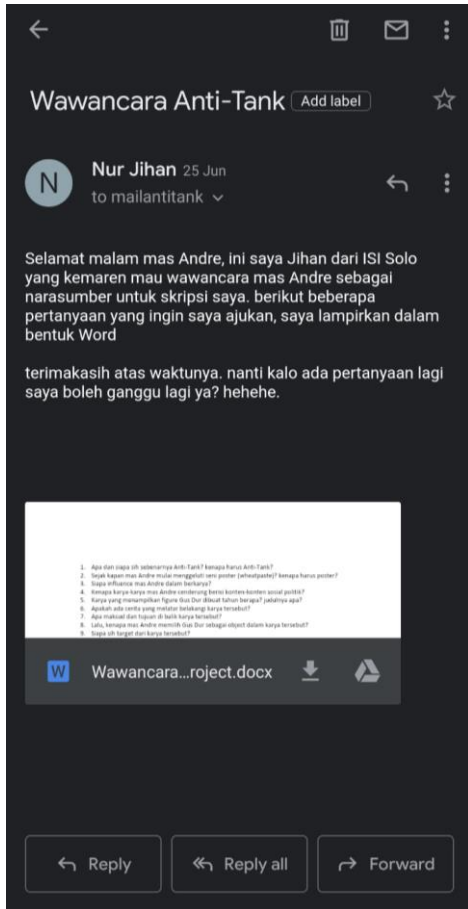 Wawancara Anti-Tank Add label
N
Nur Jihan 25 Jun
to mailantitank
Selamat malam mas Andre, ini saya Jihan dari ISI Solo
yang kemaren mau wawancara mas Andre sebagai
narasumber untuk skripsi saya. berikut beberapa
pertanyaan yang ingin saya ajukan, saya lampirkan dalam
bentuk Word
terimakasih atas waktunya. nanti kalo ada pertanyaan lagi
saya boleh ganggu lagi ya? hehehe.
1. Apa dan siapa sih sebenarnya Anti-Tank? kenapa harus Anti-Tank?
2. Sejak kapan mas Andre mulai menggeluti seni poster (wheatpaste)? kenapa harus poster?
3. Siapa influence mas Andre dalam berkarya?
4. Kenapa karya-karya mas Andre cenderung berisi konten-konten sosial politik?
5. Karya yang menampilkan figure Gus Dur dibuat tahun berapa? judulnya apa?
6. Apakah ada cerita yang melatar belakangi karya tersebut?
7. Apa maksud dan tujuan di balik karya tersebut?
8. Lalu, kenapa mas Andre memilih Gus Dur sebagai object dalam karya tersebut?
9. Siapa sih target dari karya tersebut?
W Wawancara...roject.docx
Reply Reply all Forward